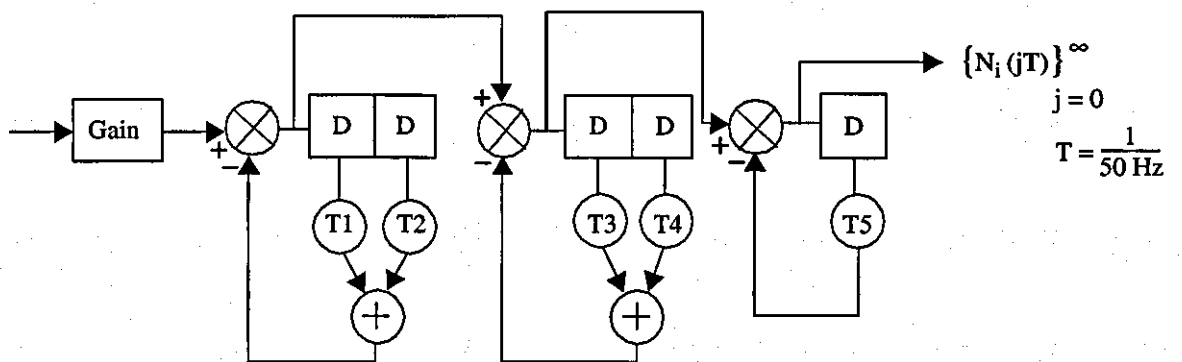 Gain
+
−
D D
T1 T2
+
+
−
D D
T3 T4
+
+
−
D
T5
{N_i (jT)}^∞
j = 0
T = 1/50 Hz